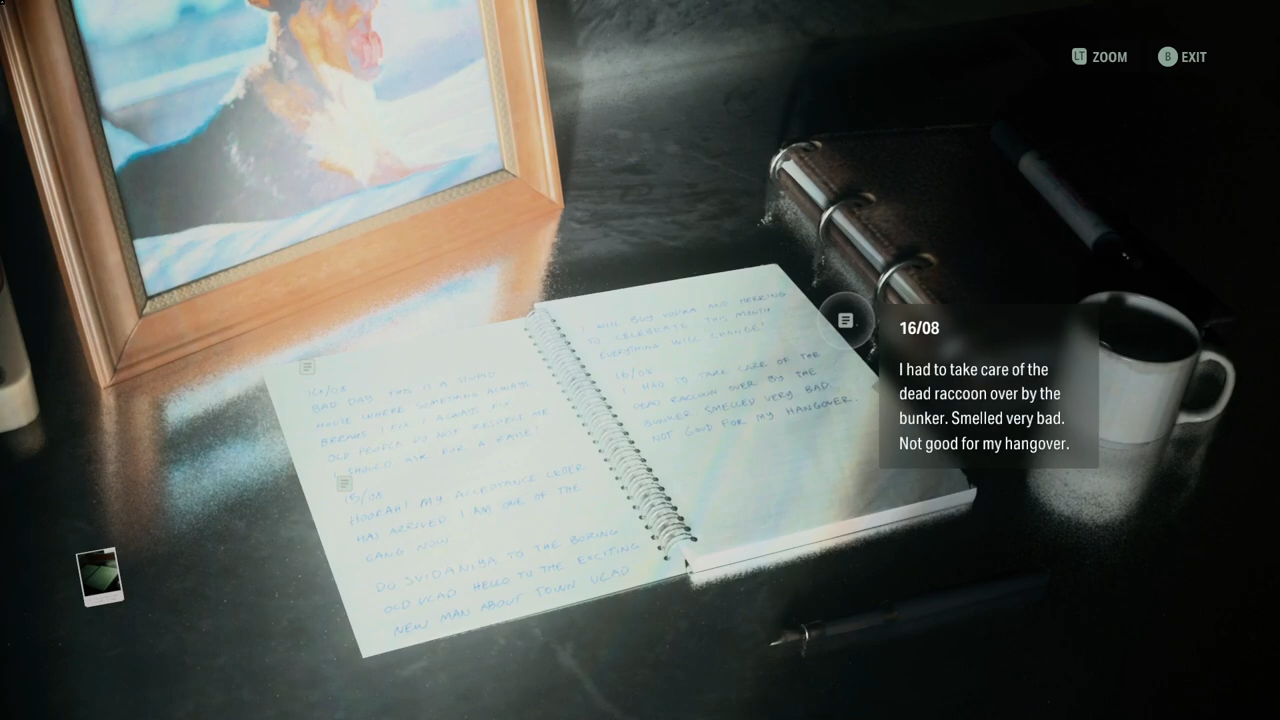 LT ZOOM B EXIT
14/08
BAD DAY. THIS IS A STUPID
HOUSE WHERE SOMETHING ALWAYS
BREAKS. I FIX. I ALWAYS FIX.
OLD PEOPLE DO NOT RESPECT ME.
I SHOULD ASK FOR A RAISE!
15/08
HOORAH! MY ACCEPTANCE LETTER
HAS ARRIVED. I AM ONE OF THE
GANG NOW.
DO SVIDANIYA TO THE BORING
OLD VLAD. HELLO TO THE EXCITING
NEW MAN ABOUT TOWN VLAD
WILL BUY VODKA AND HERRING
TO CELEBRATE. THIS MONTH
EVERYTHING WILL CHANGE!
16/08
I HAD TO TAKE CARE OF THE
DEAD RACCOON OVER BY THE
BUNKER. SMELLED VERY BAD.
NOT GOOD FOR MY HANGOVER.
16/08
I had to take care of the
dead raccoon over by the
bunker. Smelled very bad.
Not good for my hangover.